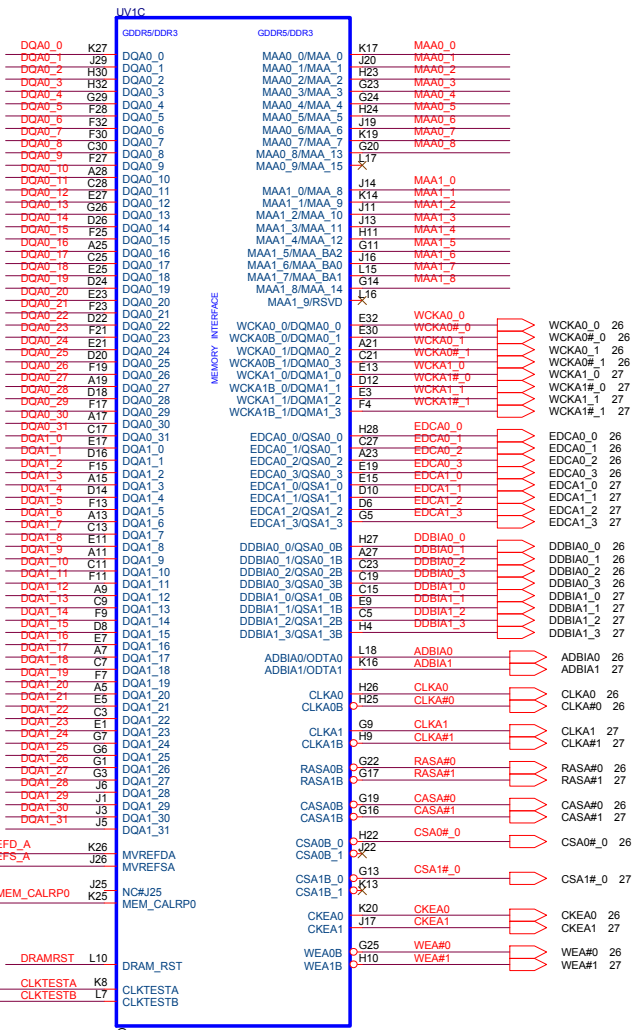 UV1C
GDDR5/DDR3 GDDR5/DDR3
DQA0_0 K27 DQA0_0
DQA0_1 J29 DQA0_1
DQA0_2 H30 DQA0_2
DQA0_3 H32 DQA0_3
DQA0_4 G29 DQA0_4
DQA0_5 F28 DQA0_5
DQA0_6 F32 DQA0_6
DQA0_7 F30 DQA0_7
DQA0_8 C30 DQA0_8
DQA0_9 F27 DQA0_9
DQA0_10 A28 DQA0_10
DQA0_11 C28 DQA0_11
DQA0_12 E27 DQA0_12
DQA0_13 G26 DQA0_13
DQA0_14 D26 DQA0_14
DQA0_15 F25 DQA0_15
DQA0_16 A25 DQA0_16
DQA0_17 C25 DQA0_17
DQA0_18 E25 DQA0_18
DQA0_19 D24 DQA0_19
DQA0_20 E23 DQA0_20
DQA0_21 F23 DQA0_21
DQA0_22 D22 DQA0_22
DQA0_23 F21 DQA0_23
DQA0_24 E21 DQA0_24
DQA0_25 D20 DQA0_25
DQA0_26 F19 DQA0_26
DQA0_27 A19 DQA0_27
DQA0_28 D18 DQA0_28
DQA0_29 F17 DQA0_29
DQA0_30 A17 DQA0_30
DQA0_31 C17 DQA0_31
DQA1_0 E17 DQA1_0
DQA1_1 D16 DQA1_1
DQA1_2 F15 DQA1_2
DQA1_3 A15 DQA1_3
DQA1_4 D14 DQA1_4
DQA1_5 F13 DQA1_5
DQA1_6 A13 DQA1_6
DQA1_7 C13 DQA1_7
DQA1_8 E11 DQA1_8
DQA1_9 A11 DQA1_9
DQA1_10 C11 DQA1_10
DQA1_11 F11 DQA1_11
DQA1_12 A9 DQA1_12
DQA1_13 C9 DQA1_13
DQA1_14 F9 DQA1_14
DQA1_15 D8 DQA1_15
DQA1_16 E7 DQA1_16
DQA1_17 A7 DQA1_17
DQA1_18 C7 DQA1_18
DQA1_19 F7 DQA1_19
DQA1_20 A5 DQA1_20
DQA1_21 E5 DQA1_21
DQA1_22 C3 DQA1_22
DQA1_23 E1 DQA1_23
DQA1_24 G7 DQA1_24
DQA1_25 G6 DQA1_25
DQA1_26 G1 DQA1_26
DQA1_27 G3 DQA1_27
DQA1_28 J6 DQA1_28
DQA1_29 J1 DQA1_29
DQA1_30 J3 DQA1_30
DQA1_31 J5 DQA1_31
EFD_A K26 MVREFDA
EFS_A J26 MVREFSA
J25 NC#J25
MEM_CALRP0 K25 MEM_CALRP0
DRAMRST L10 DRAM_RST
CLKTESTA K8 CLKTESTA
CLKTESTB L7 CLKTESTB
MEMORY INTERFACE
MAA0_0/MAA_0 K17 MAA0_0
MAA0_1/MAA_1 J20 MAA0_1
MAA0_2/MAA_2 H23 MAA0_2
MAA0_3/MAA_3 G23 MAA0_3
MAA0_4/MAA_4 G24 MAA0_4
MAA0_5/MAA_5 H24 MAA0_5
MAA0_6/MAA_6 J19 MAA0_6
MAA0_7/MAA_7 K19 MAA0_7
MAA0_8/MAA_13 G20 MAA0_8
MAA0_9/MAA_15 L17
MAA1_0/MAA_8 J14 MAA1_0
MAA1_1/MAA_9 K14 MAA1_1
MAA1_2/MAA_10 J11 MAA1_2
MAA1_3/MAA_11 J13 MAA1_3
MAA1_4/MAA_12 H11 MAA1_4
MAA1_5/MAA_BA2 G11 MAA1_5
MAA1_6/MAA_BA0 J16 MAA1_6
MAA1_7/MAA_BA1 L15 MAA1_7
MAA1_8/MAA_14 G14 MAA1_8
MAA1_9/RSVD L16
WCKA0_0/DQMA0_0 E32 WCKA0_0 WCKA0_0 26
WCKA0B_0/DQMA0_1 E30 WCKA0#_0 WCKA0#_0 26
WCKA0_1/DQMA0_2 A21 WCKA0_1 WCKA0_1 26
WCKA0B_1/DQMA0_3 C21 WCKA0#_1 WCKA0#_1 26
WCKA1_0/DQMA1_0 E13 WCKA1_0 WCKA1_0 27
WCKA1B_0/DQMA1_1 D12 WCKA1#_0 WCKA1#_0 27
WCKA1_1/DQMA1_2 E3 WCKA1_1 WCKA1_1 27
WCKA1B_1/DQMA1_3 F4 WCKA1#_1 WCKA1#_1 27
EDCA0_0/QSA0_0 H28 EDCA0_0 EDCA0_0 26
EDCA0_1/QSA0_1 C27 EDCA0_1 EDCA0_1 26
EDCA0_2/QSA0_2 A23 EDCA0_2 EDCA0_2 26
EDCA0_3/QSA0_3 E19 EDCA0_3 EDCA0_3 26
EDCA1_0/QSA1_0 E15 EDCA1_0 EDCA1_0 27
EDCA1_1/QSA1_1 D10 EDCA1_1 EDCA1_1 27
EDCA1_2/QSA1_2 D6 EDCA1_2 EDCA1_2 27
EDCA1_3/QSA1_3 G5 EDCA1_3 EDCA1_3 27
DDBIA0_0/QSA0_0B H27 DDBIA0_0 DDBIA0_0 26
DDBIA0_1/QSA0_1B A27 DDBIA0_1 DDBIA0_1 26
DDBIA0_2/QSA0_2B C23 DDBIA0_2 DDBIA0_2 26
DDBIA0_3/QSA0_3B C19 DDBIA0_3 DDBIA0_3 26
DDBIA1_0/QSA1_0B C15 DDBIA1_0 DDBIA1_0 27
DDBIA1_1/QSA1_1B E9 DDBIA1_1 DDBIA1_1 27
DDBIA1_2/QSA1_2B C5 DDBIA1_2 DDBIA1_2 27
DDBIA1_3/QSA1_3B H4 DDBIA1_3 DDBIA1_3 27
ADBIA0/ODTA0 L18 ADBIA0 ADBIA0 26
ADBIA1/ODTA1 K16 ADBIA1 ADBIA1 27
CLKA0 H26 CLKA0 CLKA0 26
CLKA0B H25 CLKA#0 CLKA#0 26
CLKA1 G9 CLKA1 CLKA1 27
CLKA1B H9 CLKA#1 CLKA#1 27
RASA0B G22 RASA#0 RASA#0 26
RASA1B G17 RASA#1 RASA#1 27
CASA0B G19 CASA#0 CASA#0 26
CASA1B G16 CASA#1 CASA#1 27
CSA0B_0 H22 CSA0#_0 CSA0#_0 26
CSA0B_1 J22
CSA1B_0 G13 CSA1#_0 CSA1#_0 27
CSA1B_1 K13
CKEA0 K20 CKEA0 CKEA0 26
CKEA1 J17 CKEA1 CKEA1 27
WEA0B G25 WEA#0 WEA#0 26
WEA1B H10 WEA#1 WEA#1 27